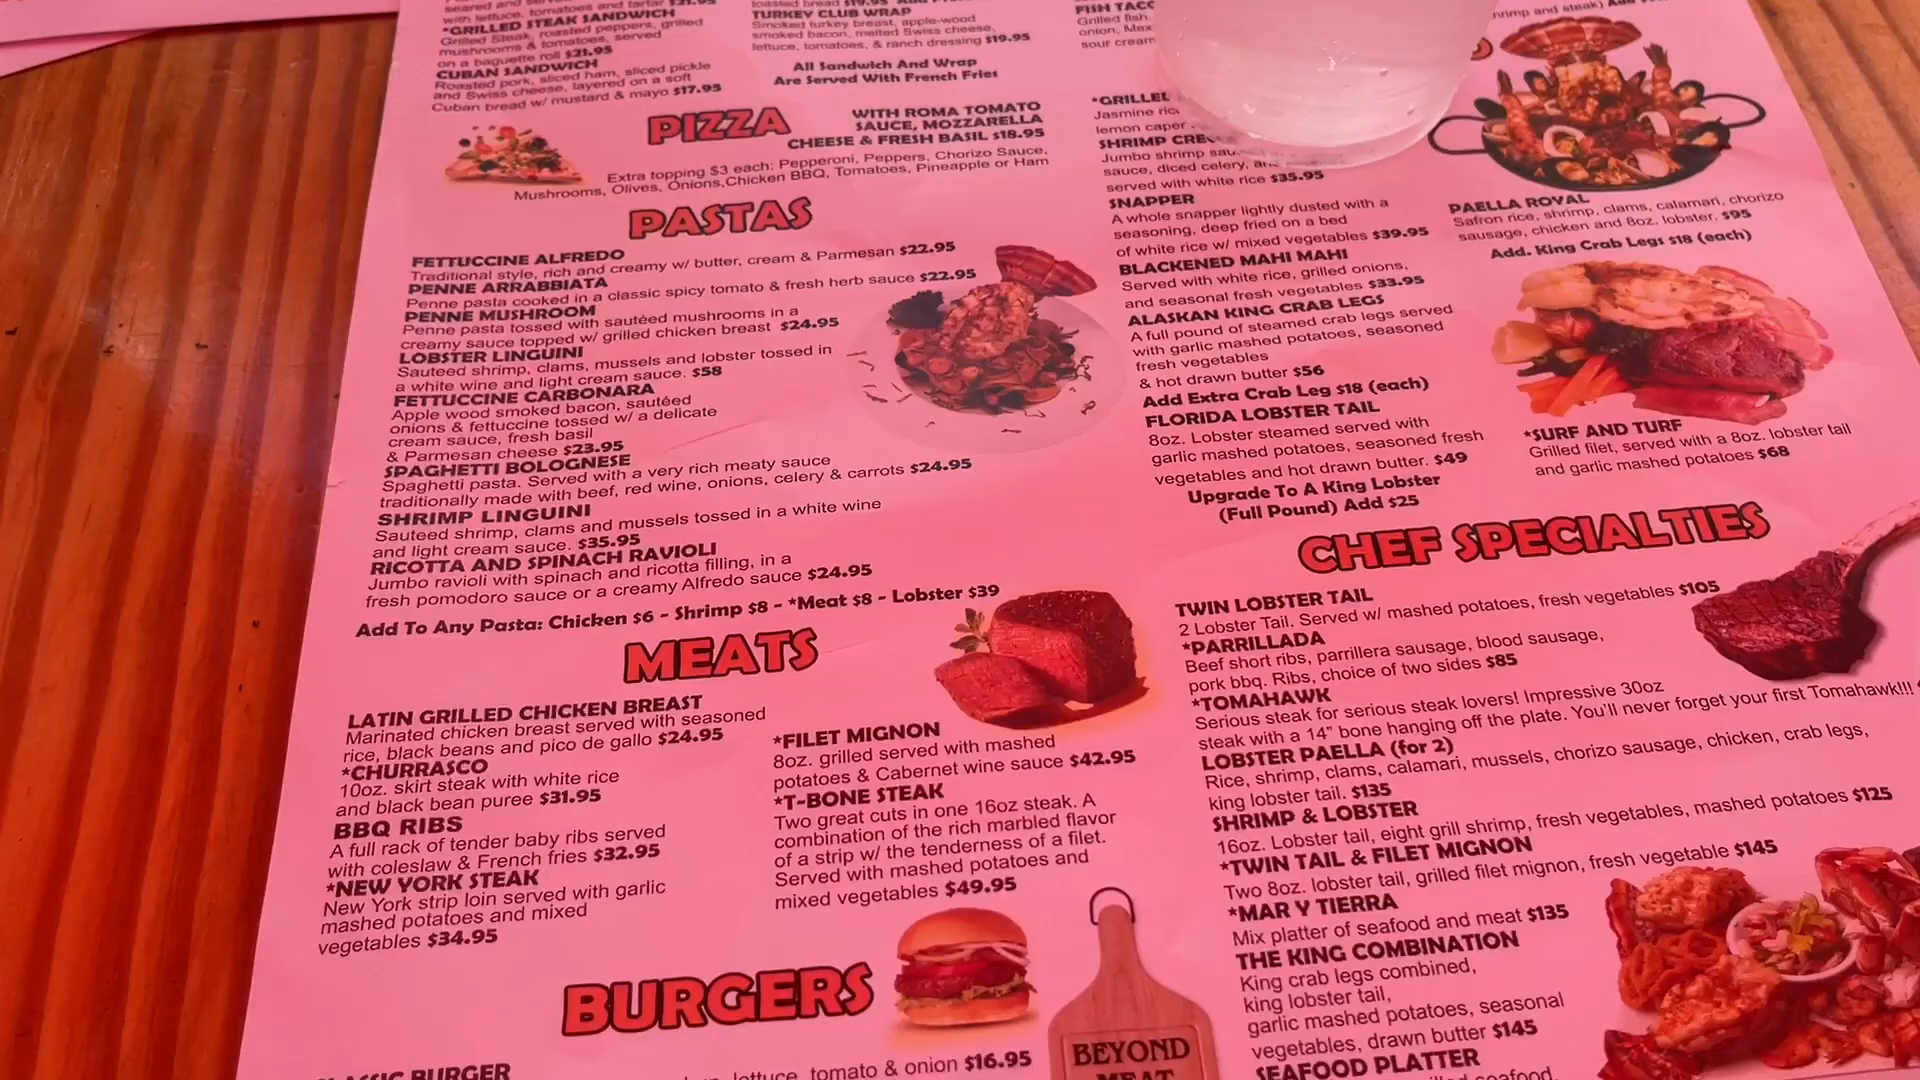 with lettuce, tomatoes and tartar $21.95
*GRILLED STEAK SANDWICH
Grilled Steak, roasted peppers, grilled
mushrooms & tomatoes, served
on a baguette roll $21.95
CUBAN SANDWICH
Roasted pork, sliced ham, sliced pickle
and Swiss cheese, layered on a soft
Cuban bread w/ mustard & mayo $17.95
TURKEY CLUB WRAP
Smoked turkey breast, apple-wood
smoked bacon, melted Swiss cheese,
lettuce, tomatoes, & ranch dressing $19.95
All Sandwich And Wrap
Are Served With French Fries
PIZZA
WITH ROMA TOMATO
SAUCE, MOZZARELLA
CHEESE & FRESH BASIL $18.95
Extra topping $3 each: Pepperoni, Peppers, Chorizo Sauce,
Mushrooms, Olives, Onions,Chicken BBQ, Tomatoes, Pineapple or Ham
PASTAS
FETTUCCINE ALFREDO
Traditional style, rich and creamy w/ butter, cream & Parmesan $22.95
PENNE ARRABBIATA
Penne pasta cooked in a classic spicy tomato & fresh herb sauce $22.95
PENNE MUSHROOM
Penne pasta tossed with sautéed mushrooms in a
creamy sauce topped w/ grilled chicken breast $24.95
LOBSTER LINGUINI
Sauteed shrimp, clams, mussels and lobster tossed in
a white wine and light cream sauce. $58
FETTUCCINE CARBONARA
Apple wood smoked bacon, sautéed
onions & fettuccine tossed w/ a delicate
cream sauce, fresh basil
& Parmesan cheese $23.95
SPAGHETTI BOLOGNESE
Spaghetti pasta. Served with a very rich meaty sauce
traditionally made with beef, red wine, onions, celery & carrots $24.95
SHRIMP LINGUINI
Sauteed shrimp, clams and mussels tossed in a white wine
and light cream sauce. $35.95
RICOTTA AND SPINACH RAVIOLI
Jumbo ravioli with spinach and ricotta filling, in a
fresh pomodoro sauce or a creamy Alfredo sauce $24.95
Add To Any Pasta: Chicken $6 - Shrimp $8 - *Meat $8 - Lobster $39
MEATS
LATIN GRILLED CHICKEN BREAST
Marinated chicken breast served with seasoned
rice, black beans and pico de gallo $24.95
*CHURRASCO
10oz. skirt steak with white rice
and black bean puree $31.95
BBQ RIBS
A full rack of tender baby ribs served
with coleslaw & French fries $32.95
*NEW YORK STEAK
New York strip loin served with garlic
mashed potatoes and mixed
vegetables $34.95
*FILET MIGNON
8oz. grilled served with mashed
potatoes & Cabernet wine sauce $42.95
*T-BONE STEAK
Two great cuts in one 16oz steak. A
combination of the rich marbled flavor
of a strip w/ the tenderness of a filet.
Served with mashed potatoes and
mixed vegetables $49.95
BURGERS
BURGER
lettuce, tomato & onion $16.95
BEYOND
MEAT
FISH
Grilled fish,
onion,
sour cream
Jasmine
lemon caper
SHRIMP
Jumbo shrimp
sauce, diced celery,
served with white rice $35.95
SNAPPER
A whole snapper lightly dusted with a
seasoning, deep fried on a bed
of white rice w/ mixed vegetables $39.95
BLACKENED MAHI MAHI
Served with white rice, grilled onions,
and seasonal fresh vegetables $33.95
ALASKAN KING CRAB LEGS
A full pound of steamed crab legs served
with garlic mashed potatoes, seasoned
fresh vegetables
& hot drawn butter $56
Add Extra Crab Leg $18 (each)
FLORIDA LOBSTER TAIL
8oz. Lobster steamed served with
garlic mashed potatoes, seasoned fresh
vegetables and hot drawn butter. $49
Upgrade To A King Lobster
(Full Pound) Add $25
and steak)
PAELLA ROYAL
Safron rice, shrimp, clams, calamari, chorizo
sausage, chicken and 8oz. lobster. $95
Add. King Crab Legs $18 (each)
*SURF AND TURF
Grilled filet, served with a 8oz. lobster tail
and garlic mashed potatoes $68
CHEF SPECIALTIES
TWIN LOBSTER TAIL
2 Lobster Tail. Served w/ mashed potatoes, fresh vegetables $105
*PARRILLADA
Beef short ribs, parrillera sausage, blood sausage,
pork bbq. Ribs, choice of two sides $85
*TOMAHAWK
Serious steak for serious steak lovers! Impressive 30oz
steak with a 14" bone hanging off the plate. You'll never forget your first Tomahawk!!!
LOBSTER PAELLA (for 2)
Rice, shrimp, clams, calamari, mussels, chorizo sausage, chicken, crab legs,
king lobster tail. $135
SHRIMP & LOBSTER
16oz. Lobster tail, eight grill shrimp, fresh vegetables, mashed potatoes $125
*TWIN TAIL & FILET MIGNON
Two 8oz. lobster tail, grilled filet mignon, fresh vegetable $145
*MAR Y TIERRA
Mix platter of seafood and meat $135
THE KING COMBINATION
King crab legs combined,
king lobster tail,
garlic mashed potatoes, seasonal
vegetables, drawn butter $145
SEAFOOD PLATTER
seafood,